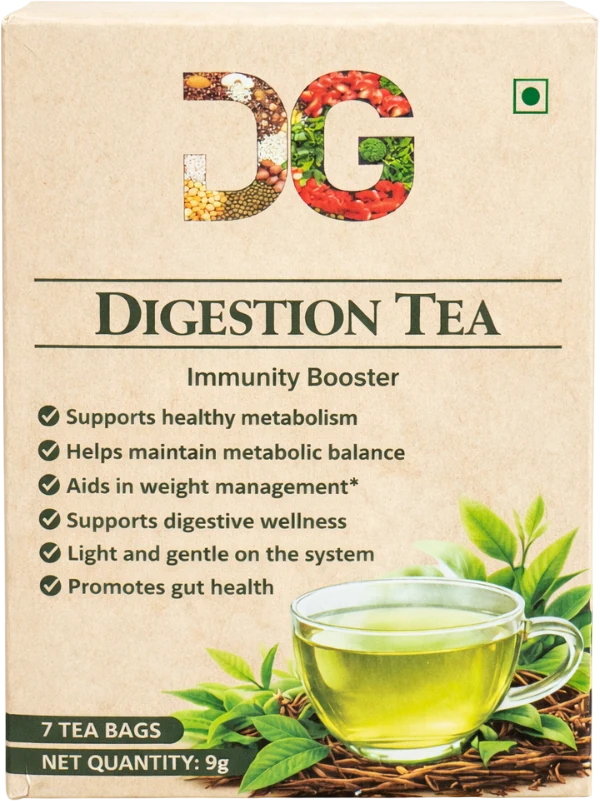 DG
DIGESTION TEA
Immunity Booster
Supports healthy metabolism
Helps maintain metabolic balance
Aids in weight management*
Supports digestive wellness
Light and gentle on the system
Promotes gut health
7 TEA BAGS
NET QUANTITY: 9g